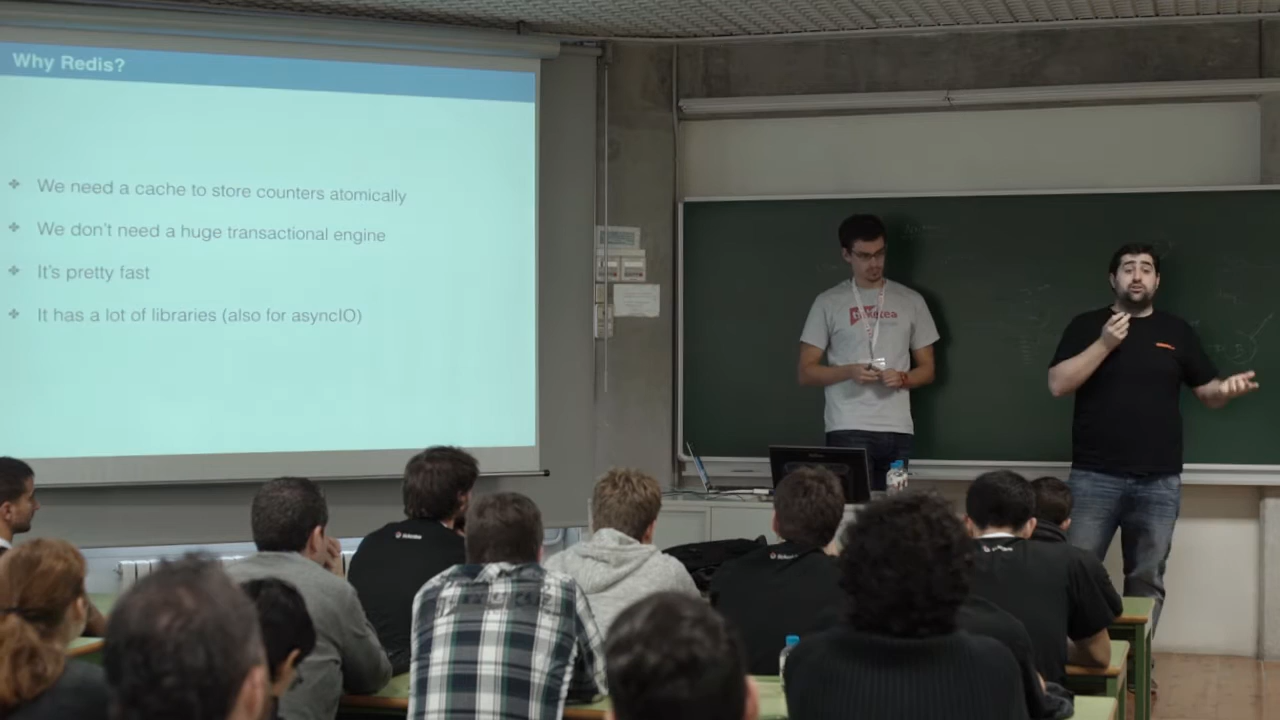 Why Redis?
We need a cache to store counters atomically
We don't need a huge transactional engine
It's pretty fast
It has a lot of libraries (also for asyncIO)